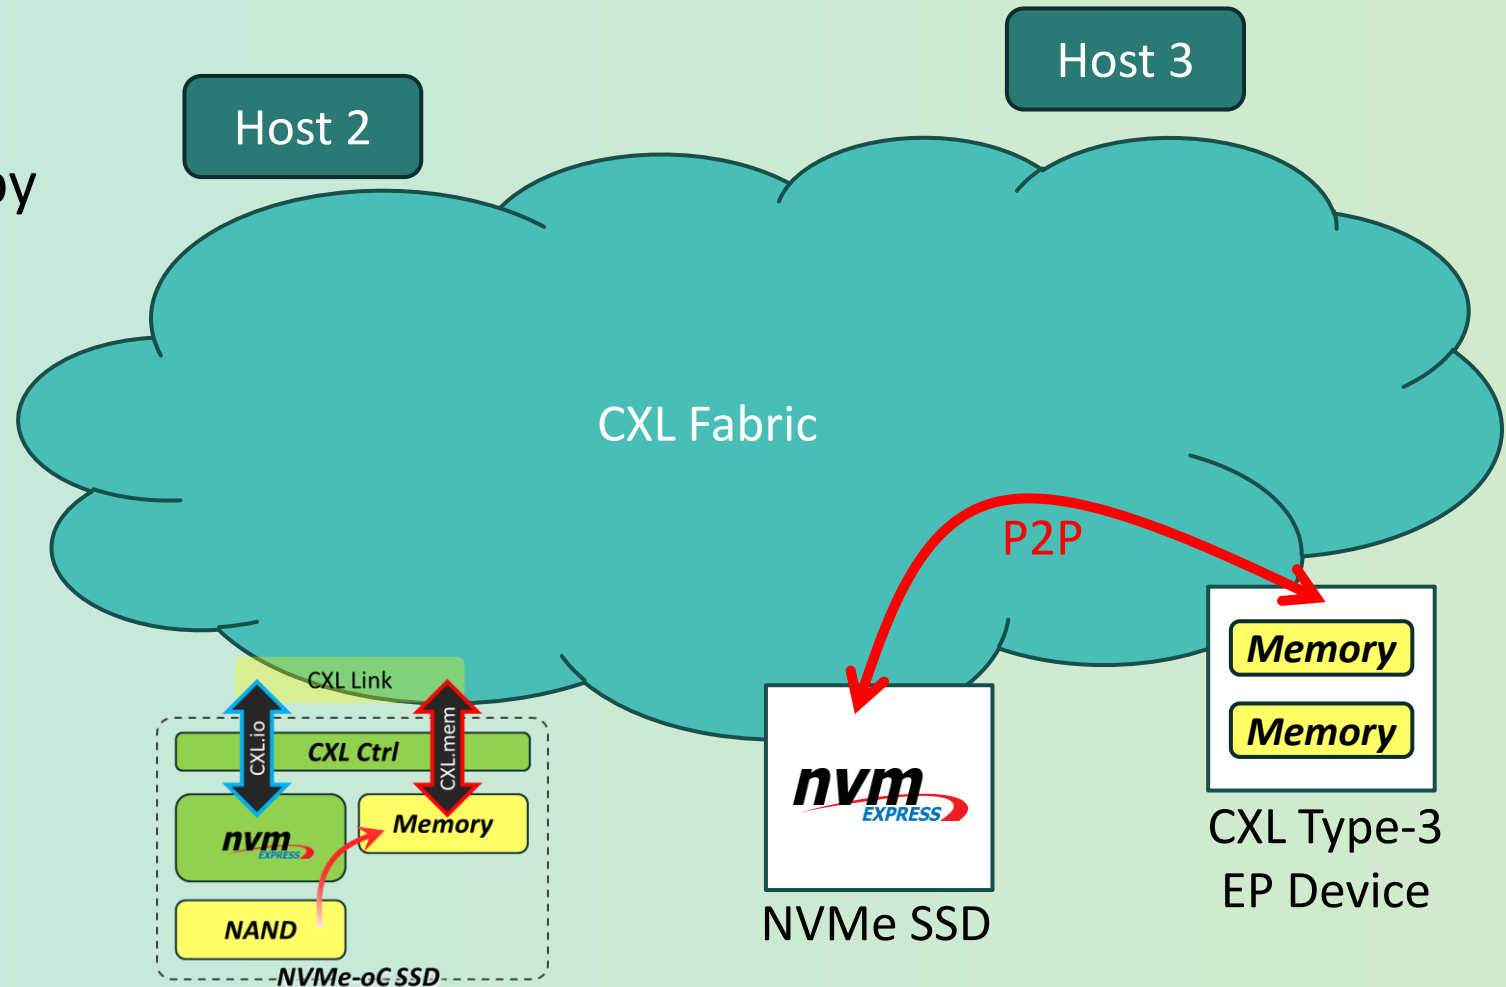 Host 3
Host 2
py
CXL Fabric
P2P
CXL Link
CXL.io
CXL.mem
CXL Ctrl
nvm
EXPRESS
Memory
NAND
NVMe-oC SSD
nvm
EXPRESS
NVMe SSD
Memory
Memory
CXL Type-3
EP Device